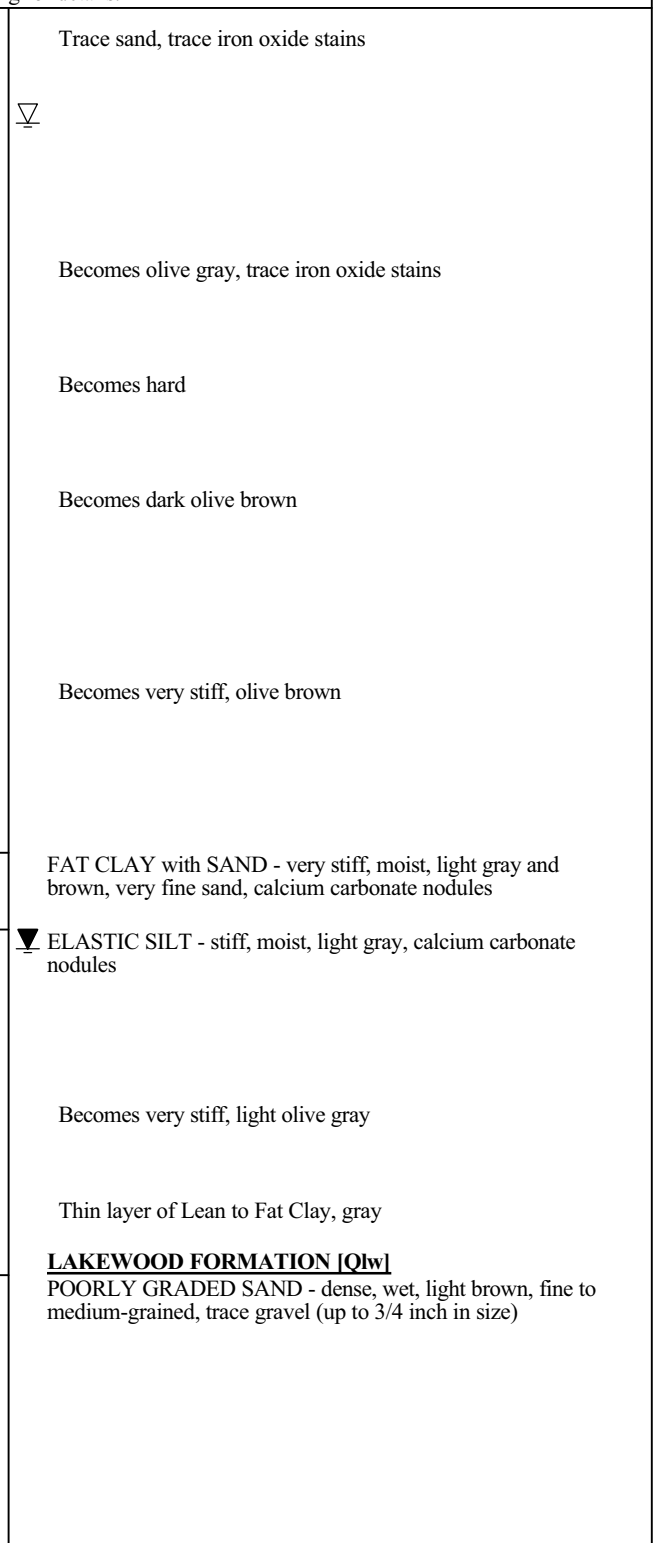 Trace sand, trace iron oxide stains
Becomes olive gray, trace iron oxide stains
Becomes hard
Becomes dark olive brown
Becomes very stiff, olive brown
FAT CLAY with SAND - very stiff, moist, light gray and
brown, very fine sand, calcium carbonate nodules
ELASTIC SILT - stiff, moist, light gray, calcium carbonate
nodules
Becomes very stiff, light olive gray
Thin layer of Lean to Fat Clay, gray
LAKEWOOD FORMATION [Qlw]
POORLY GRADED SAND - dense, wet, light brown, fine to
medium-grained, trace gravel (up to 3/4 inch in size)